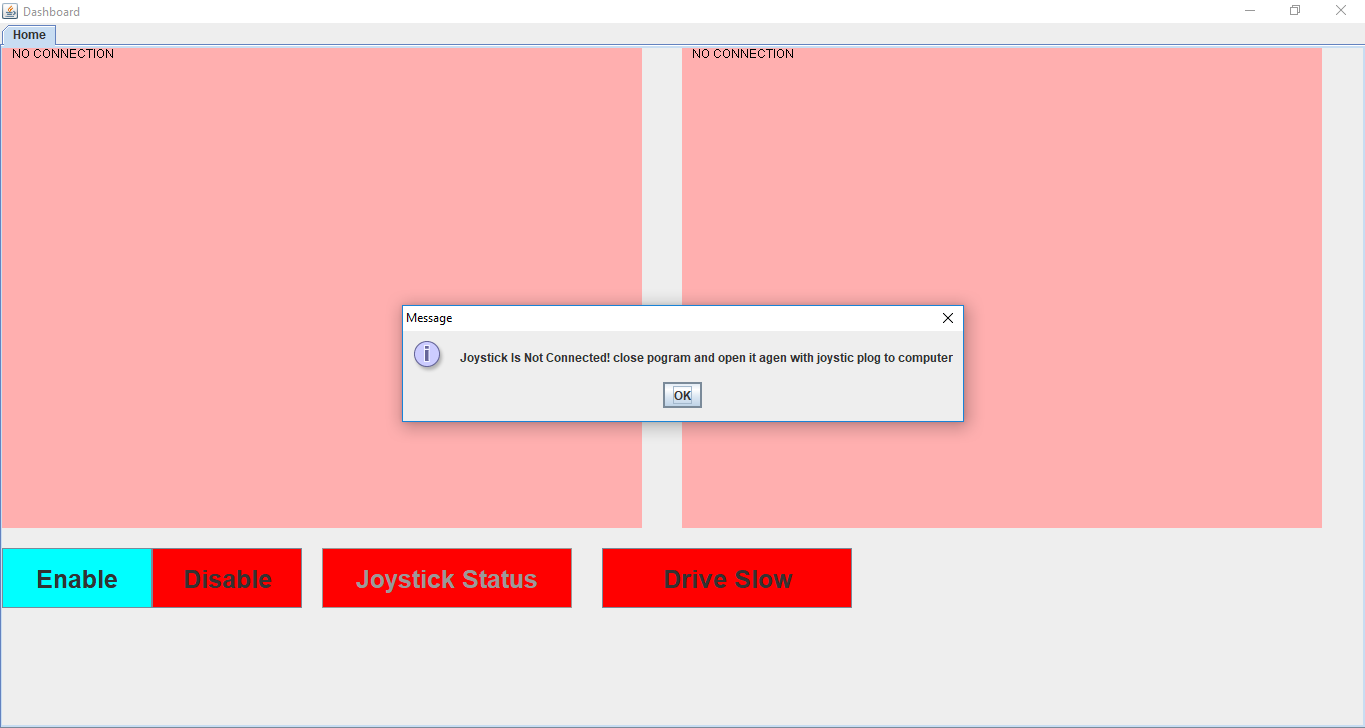 Dashboard
Home
NO CONNECTION
NO CONNECTION
Message
Joystick Is Not Connected! close pogram and open it agen with joystic plog to computer
OK
Enable
Disable
Joystick Status
Drive Slow